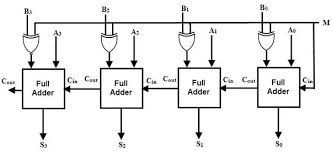 B3 B2 B1 B0
M
A3 A2 A1 A0
Cout Full Adder Cin Cout Full Adder Cin Cout Full Adder Cin Cout Full Adder Cin
S3 S2 S1 S0